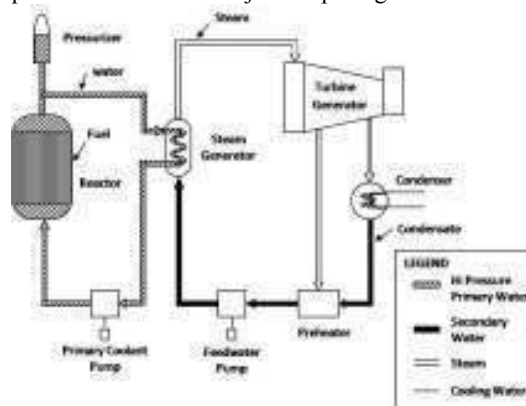 Steam
Pressurizer
water
Turbine
Generator
Fuel
Steam
Generator
Reactor
Condenser
Condensate
LEGEND
Hi Pressure
Primary Water
Secondary
Water
Steam
Cooling Water
Preheater
Primary Coolant
Pump
Feedwater
Pump